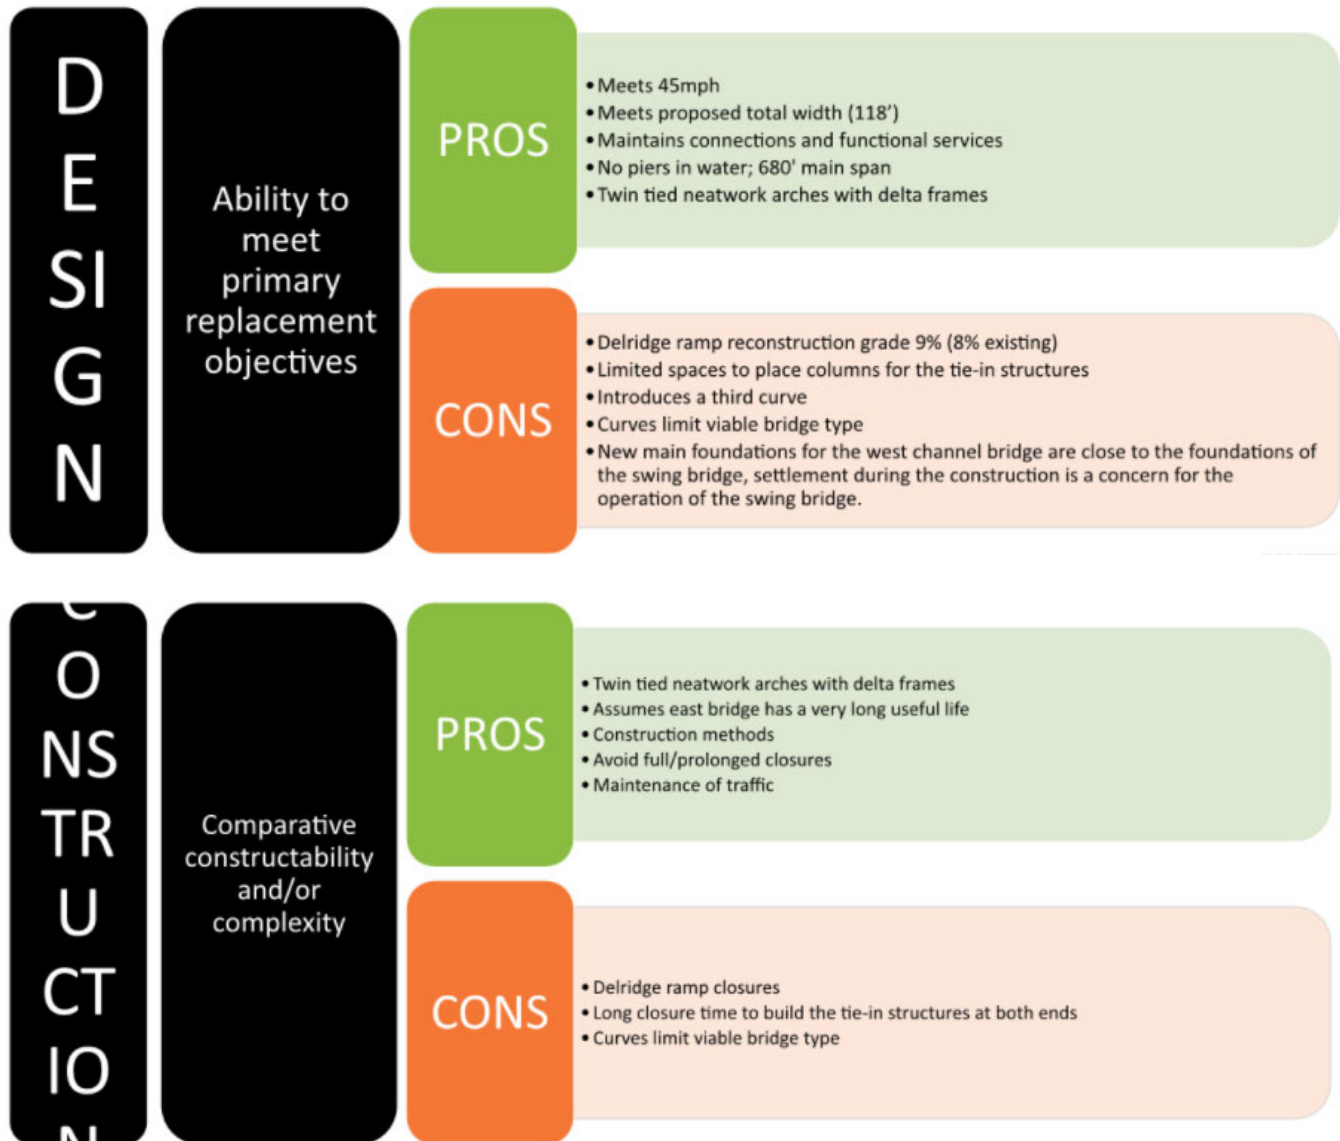 D
E
SI
G
N
Ability to
meet
primary
replacement
objectives
PROS
• Meets 45mph
• Meets proposed total width (118')
• Maintains connections and functional services
• No piers in water; 680' main span
• Twin tied neatwork arches with delta frames
CONS
• Delridge ramp reconstruction grade 9% (8% existing)
• Limited spaces to place columns for the tie-in structures
• Introduces a third curve
• Curves limit viable bridge type
• New main foundations for the west channel bridge are close to the foundations of
the swing bridge, settlement during the construction is a concern for the
operation of the swing bridge.
C
O
NS
TR
U
CT
IO
N
Comparative
constructability
and/or
complexity
PROS
• Twin tied neatwork arches with delta frames
• Assumes east bridge has a very long useful life
• Construction methods
• Avoid full/prolonged closures
• Maintenance of traffic
CONS
• Delridge ramp closures
• Long closure time to build the tie-in structures at both ends
• Curves limit viable bridge type